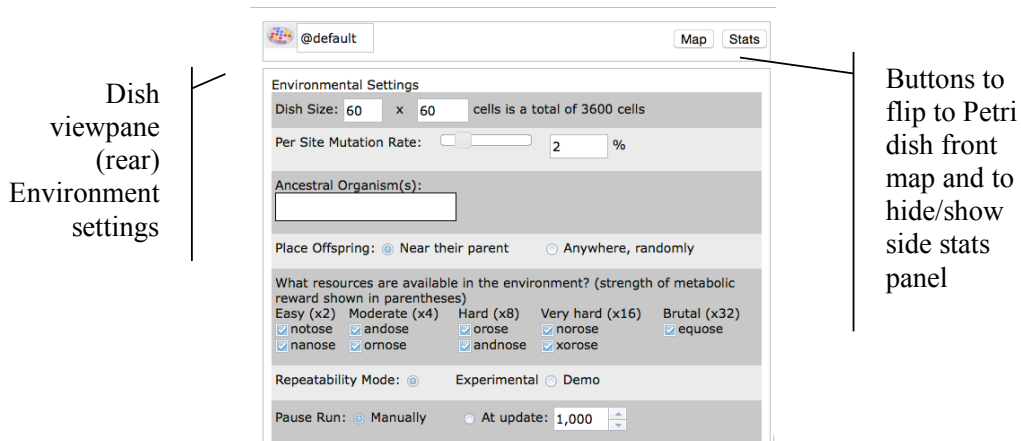 @default
Map Stats
Dish
viewpane
(rear)
Environment
settings
Environmental Settings
Dish Size: 60 x 60 cells is a total of 3600 cells
Per Site Mutation Rate: 2 %
Ancestral Organism(s):
Place Offspring: Near their parent Anywhere, randomly
What resources are available in the environment? (strength of metabolic
reward shown in parentheses)
Easy (x2) Moderate (x4) Hard (x8) Very hard (x16) Brutal (x32)
notose andose orose norose equose
nanose ornose andnose xorose
Repeatability Mode: Experimental Demo
Pause Run: Manually At update: 1,000
Buttons to
flip to Petri
dish front
map and to
hide/show
side stats
panel